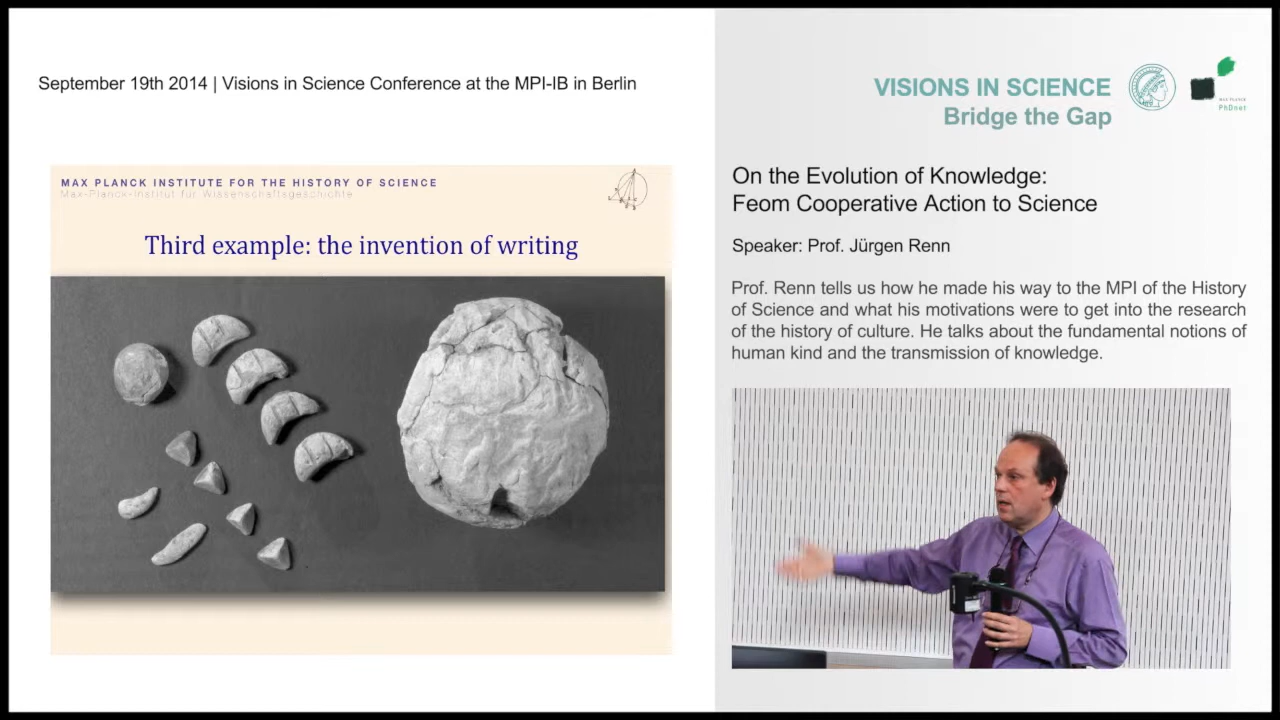 September 19th 2014 | Visions in Science Conference at the MPI-IB in Berlin
MAX PLANCK INSTITUTE FOR THE HISTORY OF SCIENCE
Max-Planck-Institut für Wissenschaftsgeschichte
Third example: the invention of writing
VISIONS IN SCIENCE
Bridge the Gap
MAX PLANCK
PhDnet
On the Evolution of Knowledge:
Feom Cooperative Action to Science
Speaker: Prof. Jürgen Renn
Prof. Renn tells us how he made his way to the MPI of the History
of Science and what his motivations were to get into the research
of the history of culture. He talks about the fundamental notions of
human kind and the transmission of knowledge.